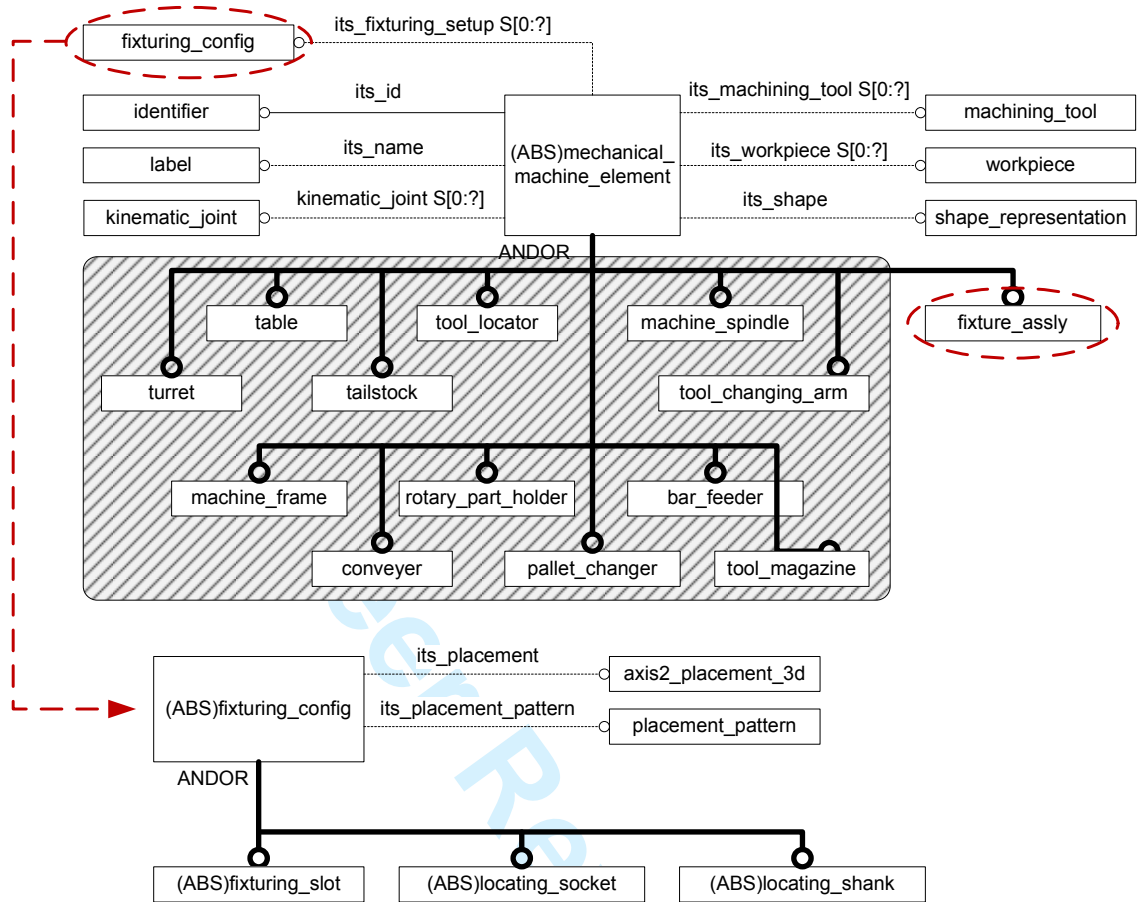 its_fixturing_setup S[0:?]
fixturing_config
its_id
its_machining_tool S[0:?]
identifier
machining_tool
(ABS)mechanical_
machine_element
its_name
its_workpiece S[0:?]
label
workpiece
kinematic_joint S[0:?]
its_shape
kinematic_joint
shape_representation
ANDOR
table
tool_locator
machine_spindle
fixture_assly
turret
tailstock
tool_changing_arm
machine_frame
rotary_part_holder
bar_feeder
conveyer
pallet_changer
tool_magazine
its_placement
axis2_placement_3d
(ABS)fixturing_config
its_placement_pattern
placement_pattern
ANDOR
(ABS)fixturing_slot
(ABS)locating_socket
(ABS)locating_shank